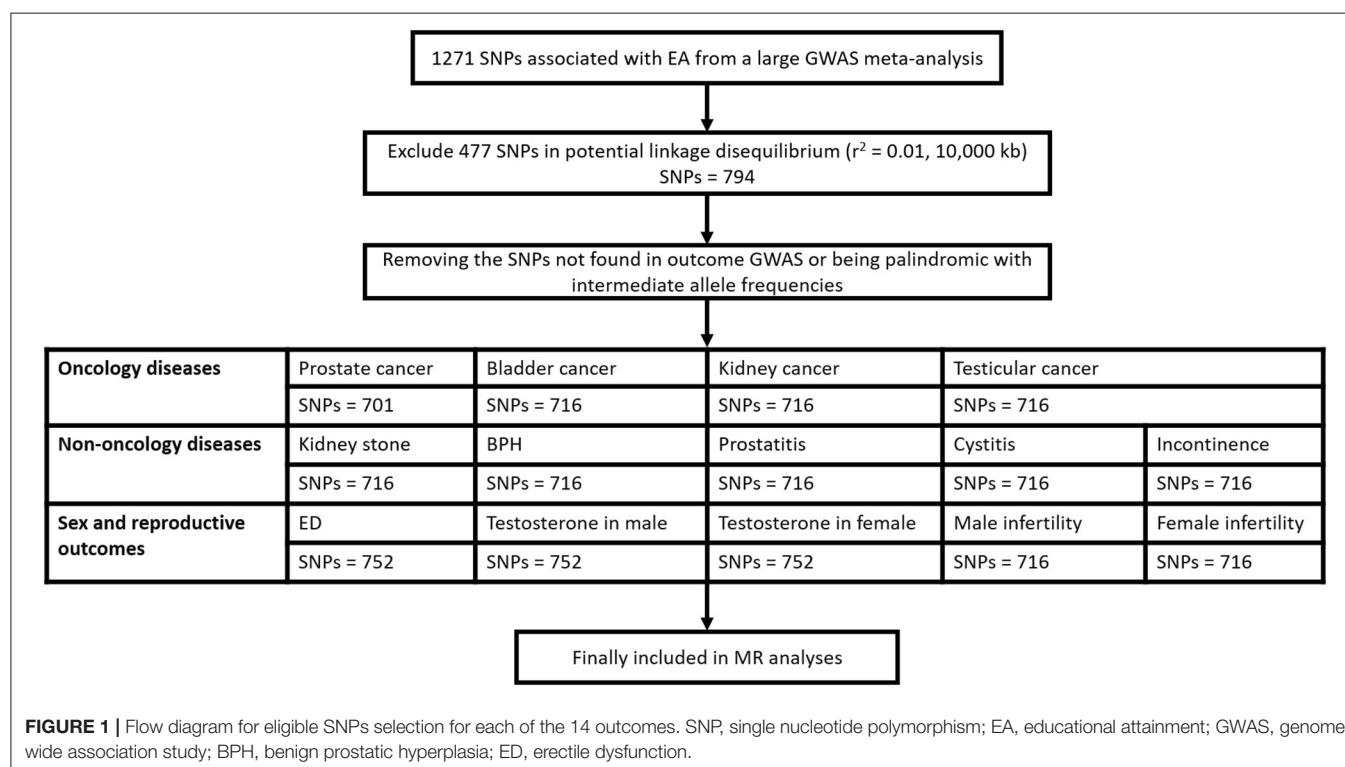 1271 SNPs associated with EA from a large GWAS meta-analysis
Exclude 477 SNPs in potential linkage disequilibrium (r² = 0.01, 10,000 kb)
SNPs = 794
Removing the SNPs not found in outcome GWAS or being palindromic with
intermediate allele frequencies
Oncology diseases Prostate cancer Bladder cancer Kidney cancer Testicular cancer
SNPs = 701 SNPs = 716 SNPs = 716 SNPs = 716
Non-oncology diseases Kidney stone BPH Prostatitis Cystitis Incontinence
SNPs = 716 SNPs = 716 SNPs = 716 SNPs = 716 SNPs = 716
Sex and reproductive outcomes ED Testosterone in male Testosterone in female Male infertility Female infertility
SNPs = 752 SNPs = 752 SNPs = 752 SNPs = 716 SNPs = 716
Finally included in MR analyses
FIGURE 1 | Flow diagram for eligible SNPs selection for each of the 14 outcomes. SNP, single nucleotide polymorphism; EA, educational attainment; GWAS, genome
wide association study; BPH, benign prostatic hyperplasia; ED, erectile dysfunction.